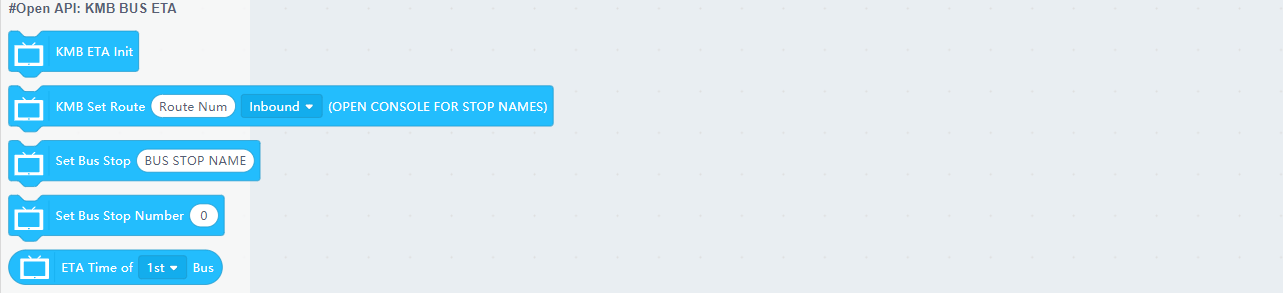 #Open API: KMB BUS ETA
KMB ETA Init
KMB Set Route Route Num Inbound (OPEN CONSOLE FOR STOP NAMES)
Set Bus Stop BUS STOP NAME
Set Bus Stop Number 0
ETA Time of 1st Bus